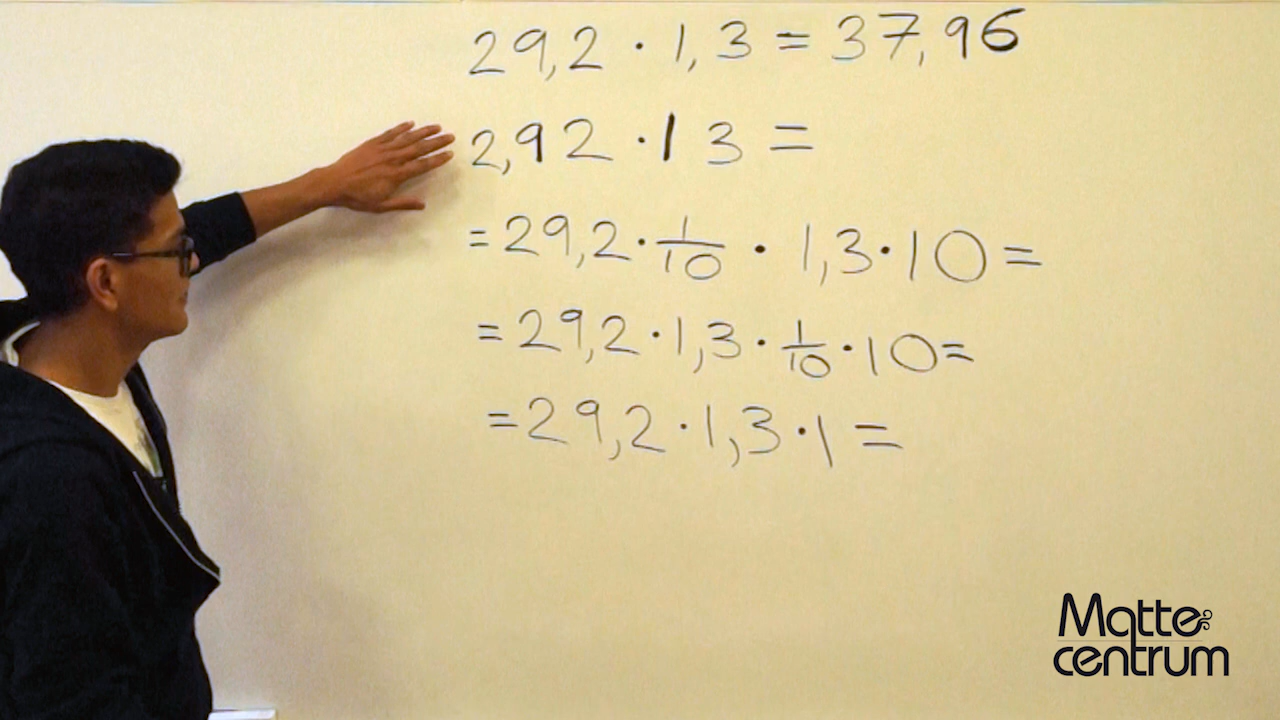 29,2 · 1,3 = 37,96
2,92 · 13 =
= 29,2 · 1/10 · 1,3 · 10 =
= 29,2 · 1,3 · 1/10 · 10 =
= 29,2 · 1,3 · 1 =
Matte
centrum